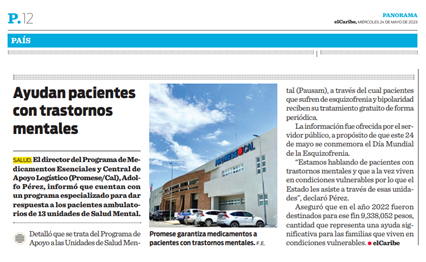 P.12
PANORAMA
elCaribe, MIÉRCOLES 24 DE MAYO DE 2023
PAÍS
Ayudan pacientes
con trastornos
mentales
SALUD. El director del Programa de Me-
dicamentos Esenciales y Central de
Apoyo Logístico (Promese/Cal), Adol-
fo Pérez, informó que cuentan con
un programa especializado para dar
respuesta a los pacientes ambulato-
rios de 13 unidades de Salud Mental.
Detalló que se trata del Programa de
Apoyo a las Unidades de Salud Men-
Promese garantiza medicamentos a
pacientes con trastornos mentales. F.E.
tal (Pausam), a través del cual pacientes
que sufren de esquizofrenia y bipolaridad
reciben su tratamiento gratuito de forma
periódica.
La información fue ofrecida por el ser-
vidor público, a propósito de que este 24
de mayo se conmemora el Día Mundial
de la Esquizofrenia.
"Estamos hablando de pacientes con
trastornos mentales y que a la vez viven
en condiciones vulnerables por lo que el
Estado les asiste a través de esas unida-
des", declaró Pérez.
Aseguró que en el año 2022 fueron
destinados para ese fin 9,338,052 pesos,
cantidad que representa una ayuda sig-
nificativa para las familias que viven en
condiciones vulnerables. elCaribe